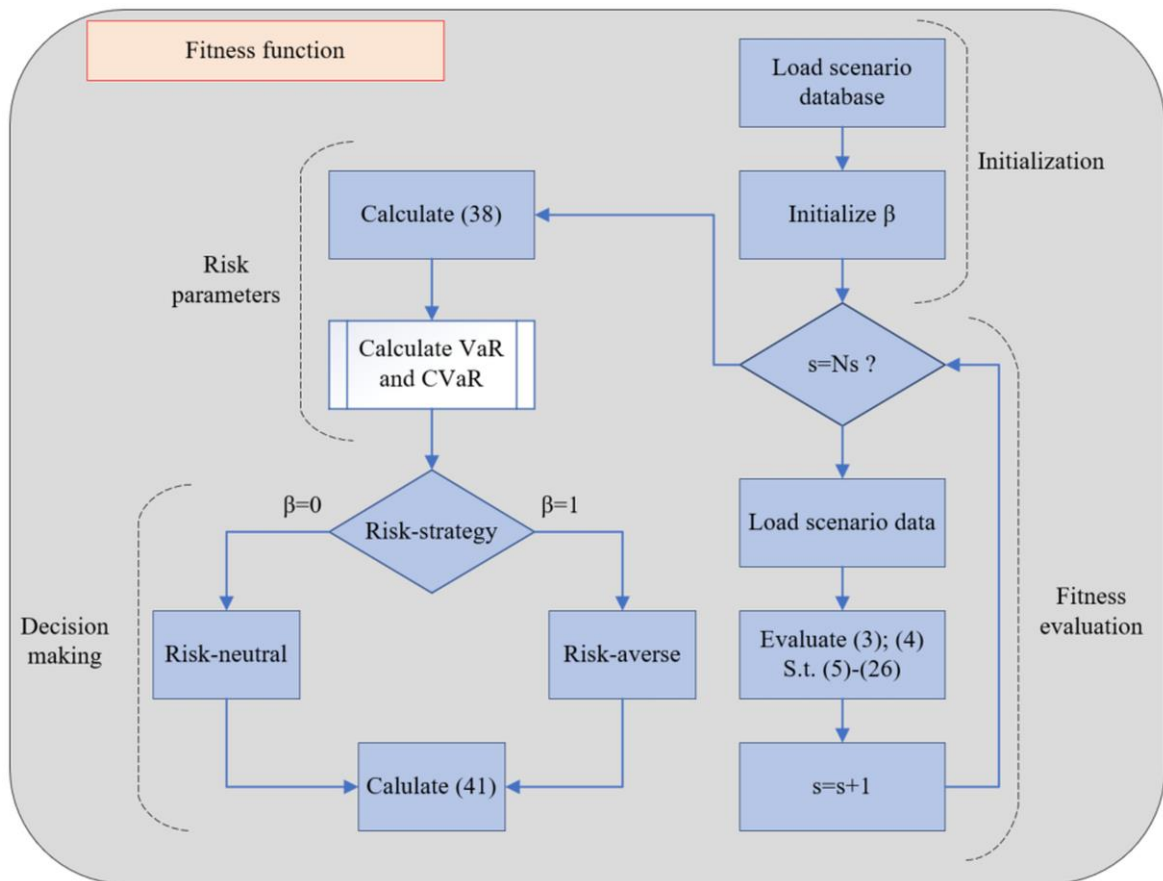 Fitness function
Load scenario
database
Initialization
Initialize β
Calculate (38)
Risk
parameters
Calculate VaR
and CVaR
s=Ns ?
Load scenario data
Evaluate (3); (4)
S.t. (5)-(26)
s=s+1
Fitness
evaluation
β=0
β=1
Risk-strategy
Decision
making
Risk-neutral
Risk-averse
Calulate (41)